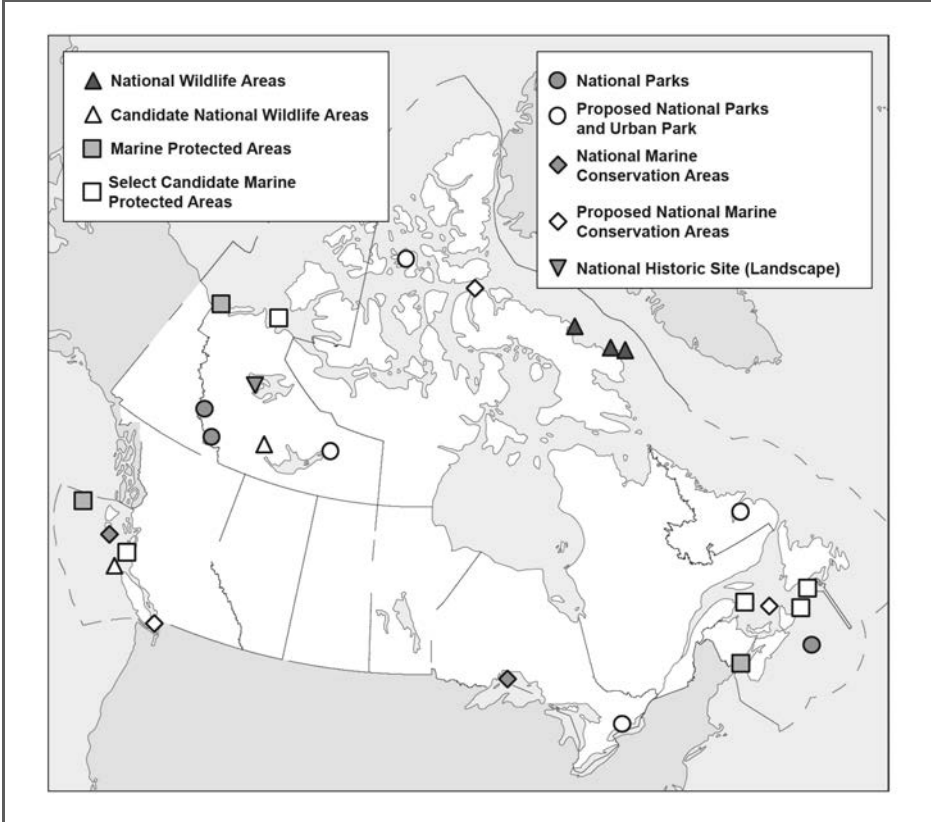 National Wildlife Areas
Candidate National Wildlife Areas
Marine Protected Areas
Select Candidate Marine
Protected Areas
National Parks
Proposed National Parks
and Urban Park
National Marine
Conservation Areas
Proposed National Marine
Conservation Areas
National Historic Site (Landscape)